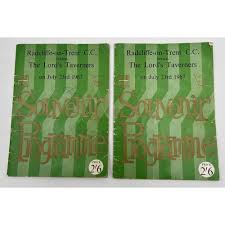 Radcliffe-on-Trent C.C.
versus
The Lord's Taverners
on July 23rd 1967
Souvenir
Programme
PRICE
2/6
Radcliffe-on-Trent C.C.
versus
The Lord's Taverners
on July 23rd 1967
Souvenir
Programme
PRICE
2/6